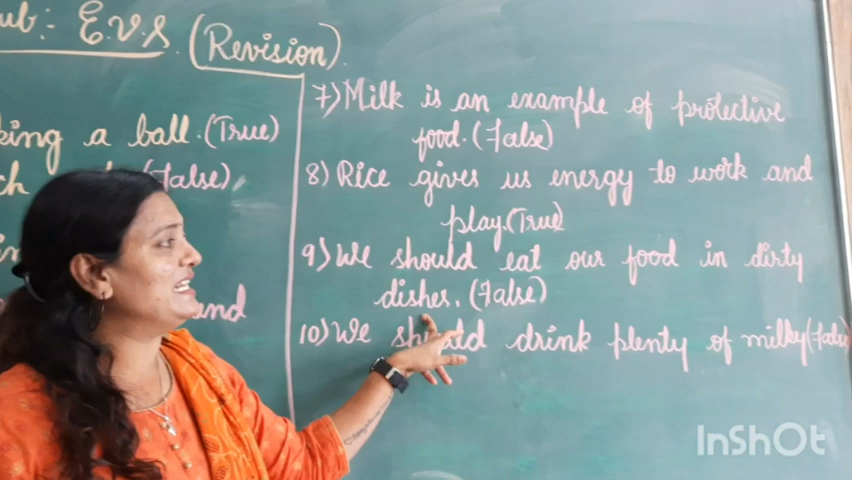 ub:- E.V.S. (Revision)
king a ball. (True)
ch (False)
in
and
7) Milk is an example of protective
food. (False)
8) Rice gives us energy to work and
play. (True)
9) We should eat our food in dirty
dishes. (False)
10) We should drink plenty of milky (False
InShOt